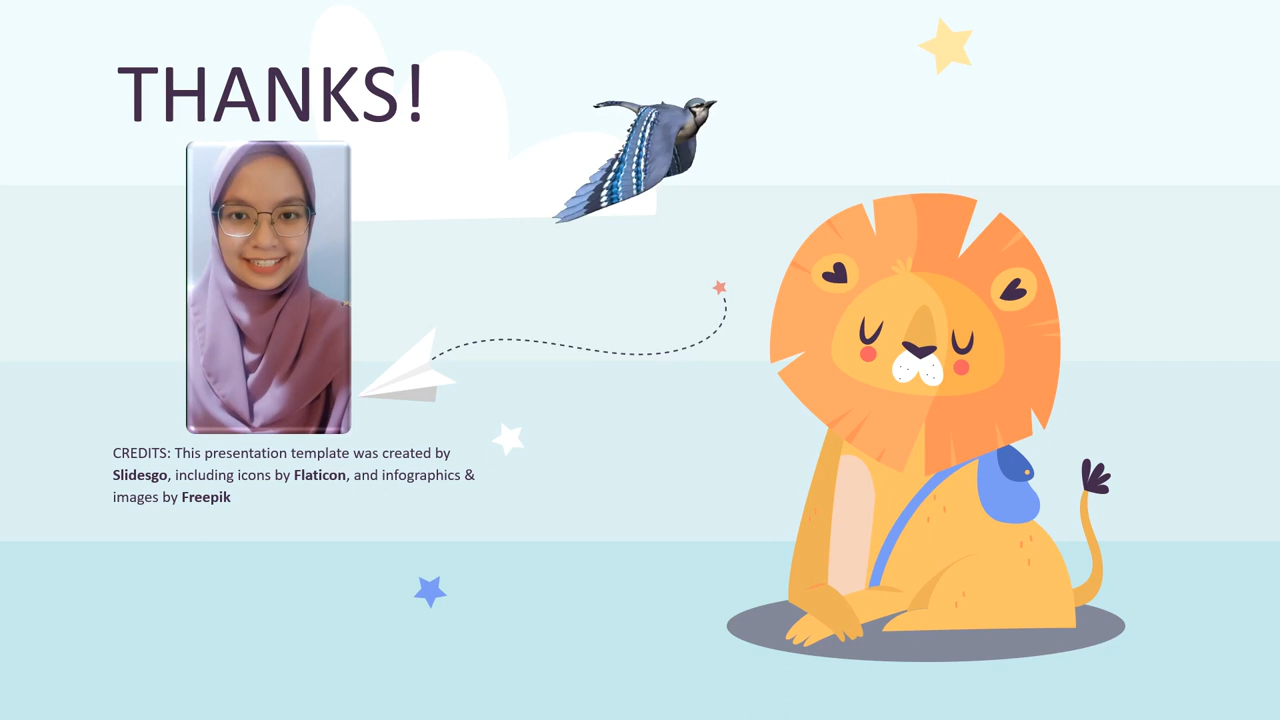 THANKS!
CREDITS: This presentation template was created by
Slidesgo, including icons by Flaticon, and infographics &
images by Freepik